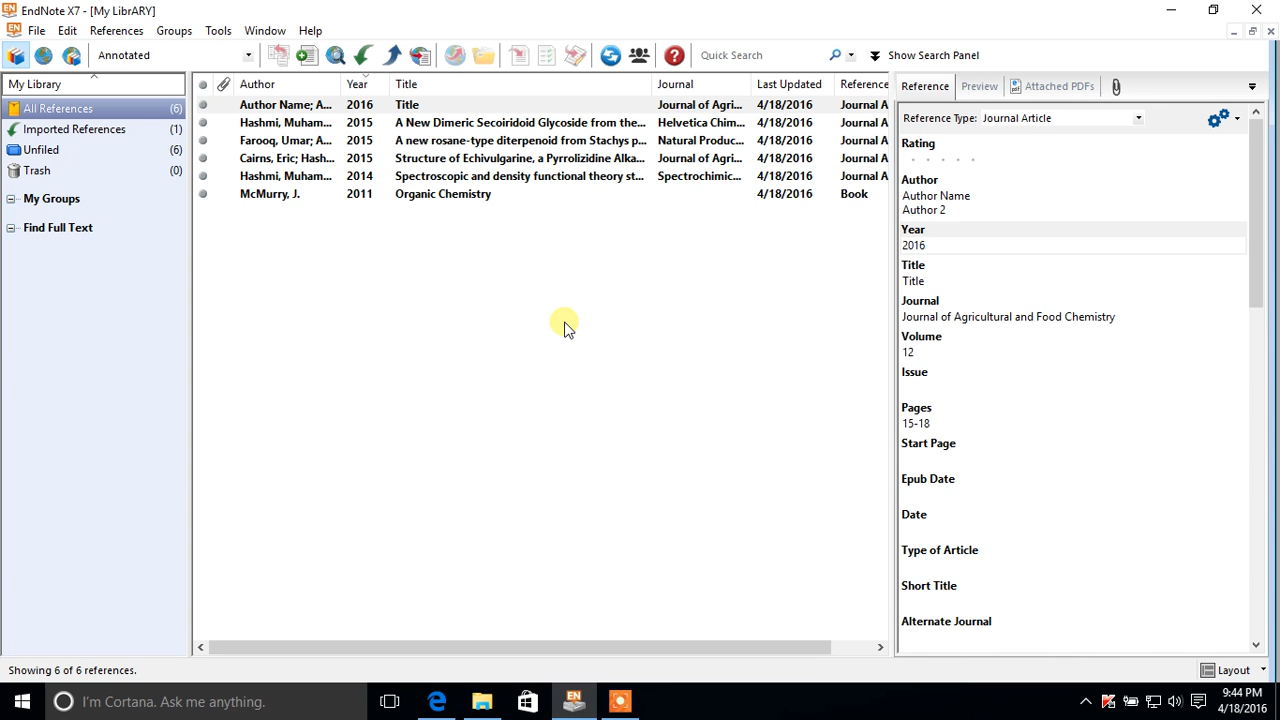 EndNote X7 - [My LibrARY]
File Edit References Groups Tools Window Help
Annotated Quick Search Show Search Panel
My Library
All References (6)
Imported References (1)
Unfiled (6)
Trash (0)
My Groups
Find Full Text
Author Year Title Journal Last Updated Reference
Author Name; A... 2016 Title Journal of Agri... 4/18/2016 Journal A
Hashmi, Muham... 2015 A New Dimeric Secoiridoid Glycoside from the... Helvetica Chim... 4/18/2016 Journal A
Farooq, Umar; A... 2015 A new rosane-type diterpenoid from Stachys p... Natural Produc... 4/18/2016 Journal A
Cairns, Eric; Hash... 2015 Structure of Echivulgarine, a Pyrrolizidine Alka... Journal of Agri... 4/18/2016 Journal A
Hashmi, Muham... 2014 Spectroscopic and density functional theory st... Spectrochimic... 4/18/2016 Journal A
McMurry, J. 2011 Organic Chemistry 4/18/2016 Book
Reference Preview Attached PDFs
Reference Type: Journal Article
Rating
Author
Author Name
Author 2
Year
2016
Title
Title
Journal
Journal of Agricultural and Food Chemistry
Volume
12
Issue
Pages
15-18
Start Page
Epub Date
Date
Type of Article
Short Title
Alternate Journal
Showing 6 of 6 references.
Layout
I'm Cortana. Ask me anything.
9:44 PM
4/18/2016